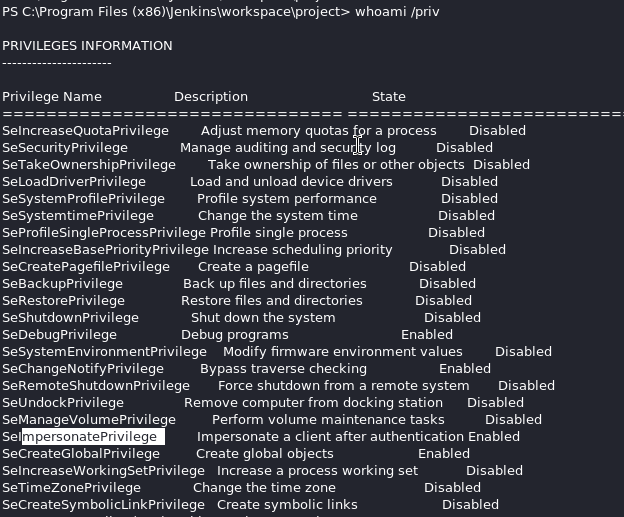 PS C:\Program Files (x86)\Jenkins\workspace\project> whoami /priv
PRIVILEGES INFORMATION
----------------------
Privilege Name Description State
=============================== =========================================== ========
SeIncreaseQuotaPrivilege Adjust memory quotas for a process Disabled
SeSecurityPrivilege Manage auditing and security log Disabled
SeTakeOwnershipPrivilege Take ownership of files or other objects Disabled
SeLoadDriverPrivilege Load and unload device drivers Disabled
SeSystemProfilePrivilege Profile system performance Disabled
SeSystemtimePrivilege Change the system time Disabled
SeProfileSingleProcessPrivilege Profile single process Disabled
SeIncreaseBasePriorityPrivilege Increase scheduling priority Disabled
SeCreatePagefilePrivilege Create a pagefile Disabled
SeBackupPrivilege Back up files and directories Disabled
SeRestorePrivilege Restore files and directories Disabled
SeShutdownPrivilege Shut down the system Disabled
SeDebugPrivilege Debug programs Enabled
SeSystemEnvironmentPrivilege Modify firmware environment values Disabled
SeChangeNotifyPrivilege Bypass traverse checking Enabled
SeRemoteShutdownPrivilege Force shutdown from a remote system Disabled
SeUndockPrivilege Remove computer from docking station Disabled
SeManageVolumePrivilege Perform volume maintenance tasks Disabled
SeImpersonatePrivilege Impersonate a client after authentication Enabled
SeCreateGlobalPrivilege Create global objects Enabled
SeIncreaseWorkingSetPrivilege Increase a process working set Disabled
SeTimeZonePrivilege Change the time zone Disabled
SeCreateSymbolicLinkPrivilege Create symbolic links Disabled